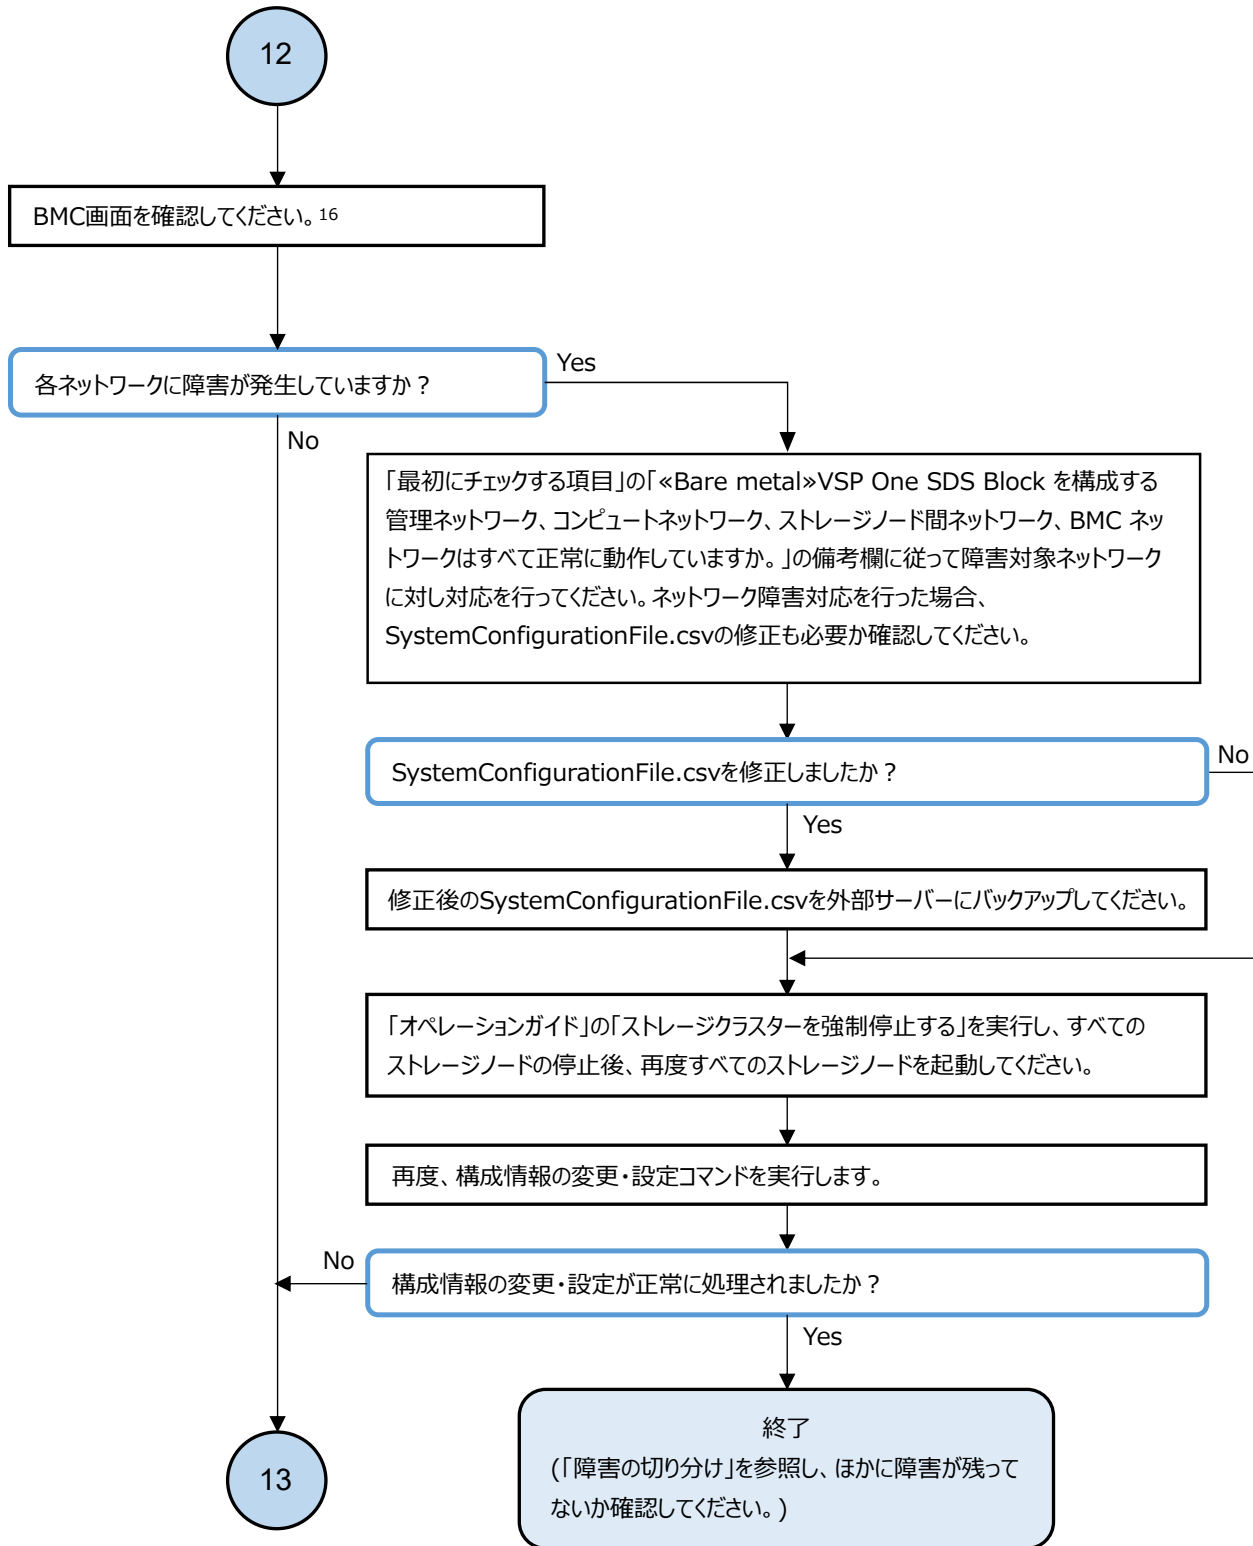 12
BMC画面を確認してください。16
各ネットワークに障害が発生していますか？
Yes
No
「最初にチェックする項目」の「«Bare metal»VSP One SDS Block を構成する
管理ネットワーク、コンピュートネットワーク、ストレージノード間ネットワーク、BMC ネッ
トワークはすべて正常に動作していますか。」の備考欄に従って障害対象ネットワーク
に対し対応を行ってください。ネットワーク障害対応を行った場合、
SystemConfigurationFile.csvの修正も必要か確認してください。
SystemConfigurationFile.csvを修正しましたか？
No
Yes
修正後のSystemConfigurationFile.csvを外部サーバーにバックアップしてください。
「オペレーションガイド」の「ストレージクラスターを強制停止する」を実行し、すべての
ストレージノードの停止後、再度すべてのストレージノードを起動してください。
再度、構成情報の変更・設定コマンドを実行します。
No
構成情報の変更・設定が正常に処理されましたか？
Yes
13
終了
(「障害の切り分け」を参照し、ほかに障害が残って
ないか確認してください。)